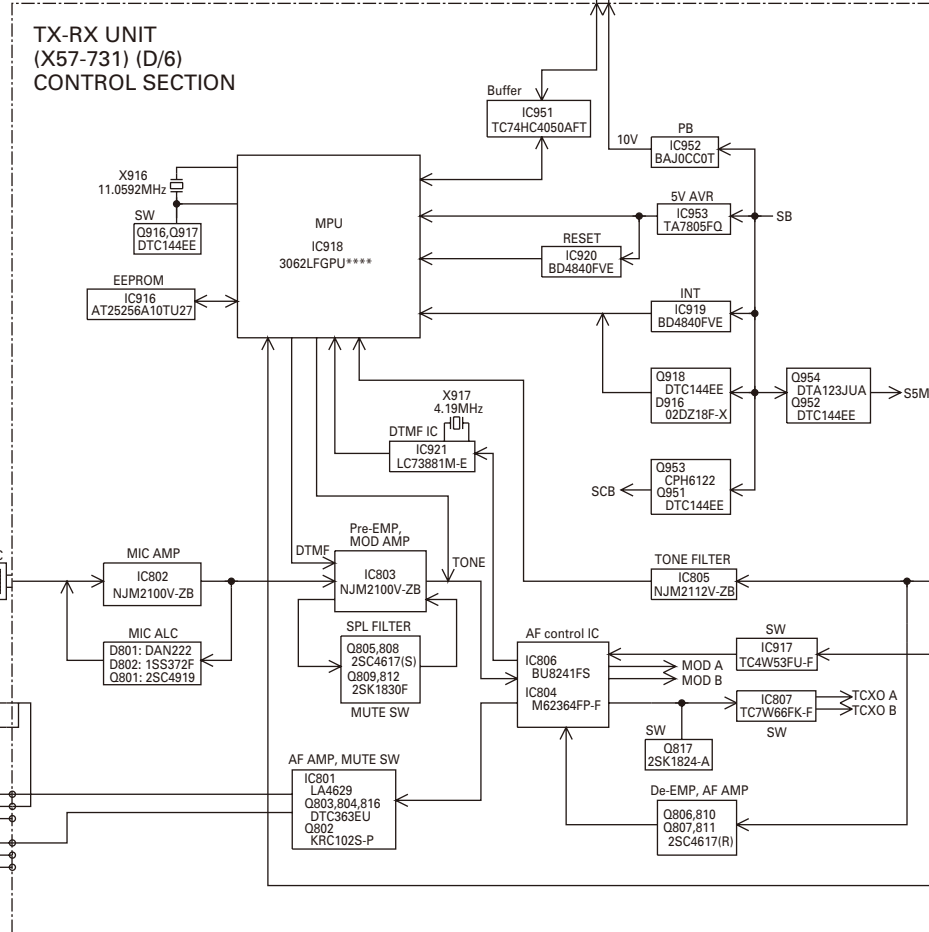 TX-RX UNIT
(X57-731) (D/6)
CONTROL SECTION
Buffer
IC951
TC74HC4050AFT
10V
PB
IC952
BAJ0CC0T
X916
11.0592MHz
SW
Q916,Q917
DTC144EE
MPU
IC918
3062LFGPU****
5V AVR
IC953
TA7805FQ
SB
RESET
IC920
BD4840FVE
EEPROM
IC916
AT25256A10TU27
INT
IC919
BD4840FVE
Q918
DTC144EE
D916
02DZ18F-X
Q954
DTA123JUA
Q952
DTC144EE
S5M
X917
4.19MHz
DTMF IC
IC921
LC73881M-E
Q953
CPH6122
Q951
DTC144EE
SCB
Pre-EMP,
MOD AMP
DTMF
IC803
NJM2100V-ZB
TONE
MIC AMP
IC802
NJM2100V-ZB
TONE FILTER
IC805
NJM2112V-ZB
MIC ALC
D801: DAN222
D802: 1SS372F
Q801: 2SC4919
SPL FILTER
Q805,808
2SC4617(S)
Q809,812
2SK1830F
MUTE SW
AF control IC
IC806
BU8241FS
IC804
M62364FP-F
MOD A
MOD B
SW
IC917
TC4W53FU-F
IC807
TC7W66FK-F
SW
TCXO A
TCXO B
SW
Q817
2SK1824-A
AF AMP, MUTE SW
IC801
LA4629
Q803,804,816
DTC363EU
Q802
KRC102S-P
De-EMP, AF AMP
Q806,810
Q807,811
2SC4617(R)